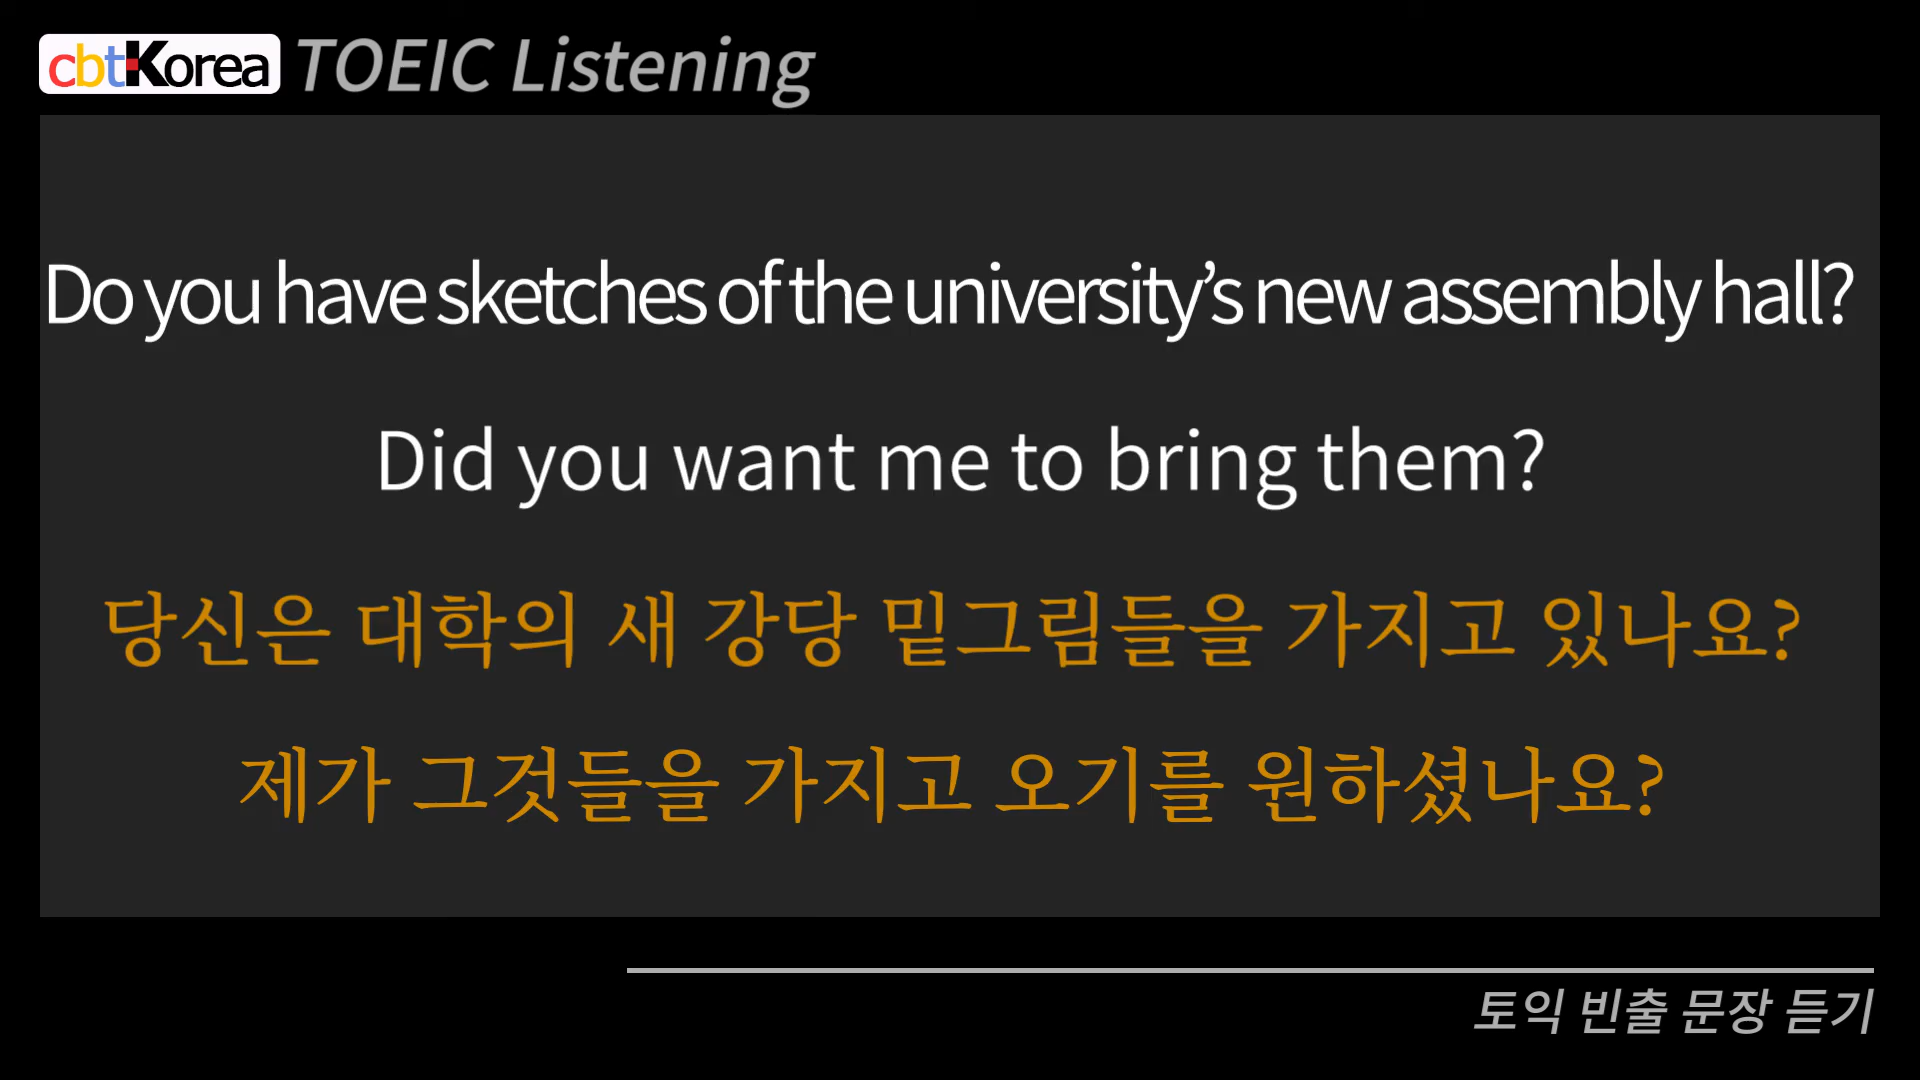 cbtKorea TOEIC Listening
Do you have sketches of the university’s new assembly hall?
Did you want me to bring them?
당신은 대학의 새 강당 밑그림들을 가지고 있나요?
제가 그것들을 가지고 오기를 원하셨나요?
토익 빈출 문장 듣기